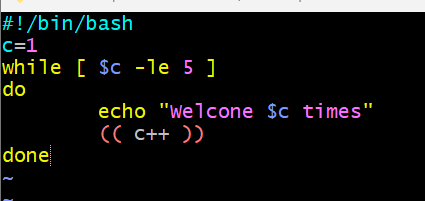 #!/bin/bash
c=1
while [ $c -le 5 ]
do
        echo "Welcone $c times"
        (( c++ ))
done
~
~